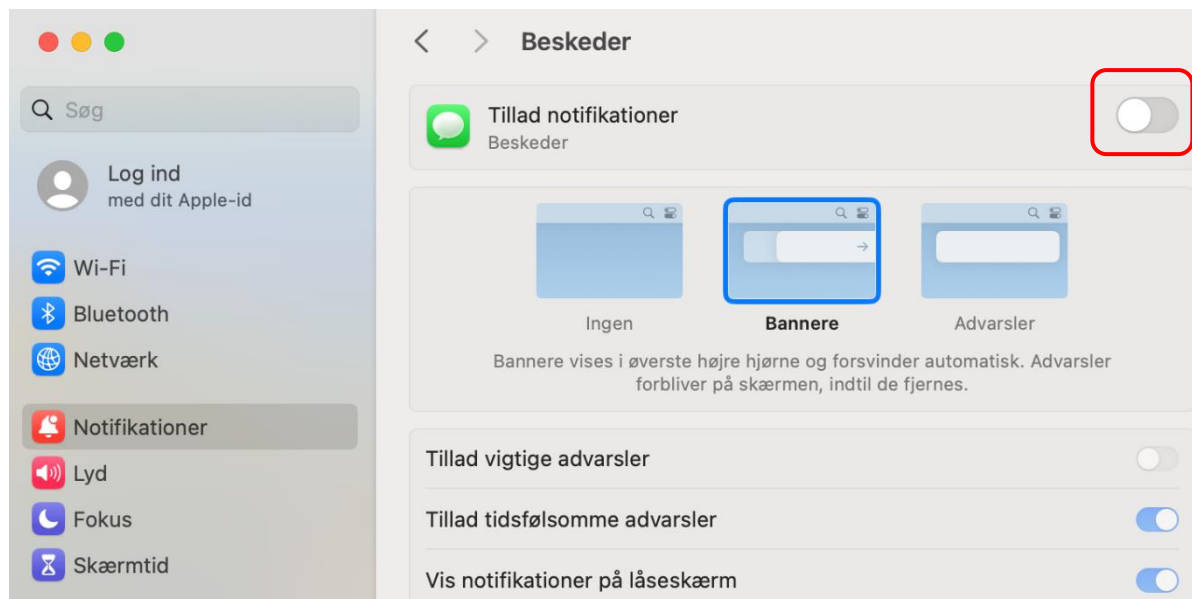 Beskeder
Søg
Log ind
med dit Apple-id
Wi-Fi
Bluetooth
Netværk
Notifikationer
Lyd
Fokus
Skærmtid
Tillad notifikationer
Beskeder
Ingen
Bannere
Advarsler
Bannere vises i øverste højre hjørne og forsvinder automatisk. Advarsler
forbliver på skærmen, indtil de fjernes.
Tillad vigtige advarsler
Tillad tidsfølsomme advarsler
Vis notifikationer på låseskærm